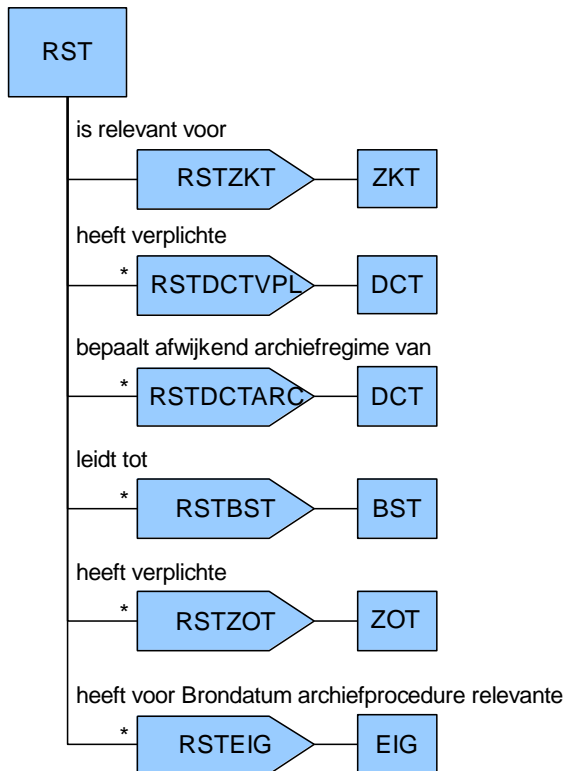 RST
is relevant voor
RSTZKT ZKT
heeft verplichte
* RSTDCTVPL DCT
bepaalt afwijkend archiefregime van
* RSTDCTARC DCT
leidt tot
* RSTBST BST
heeft verplichte
* RSTZOT ZOT
heeft voor Brondatum archiefprocedure relevante
* RSTEIG EIG